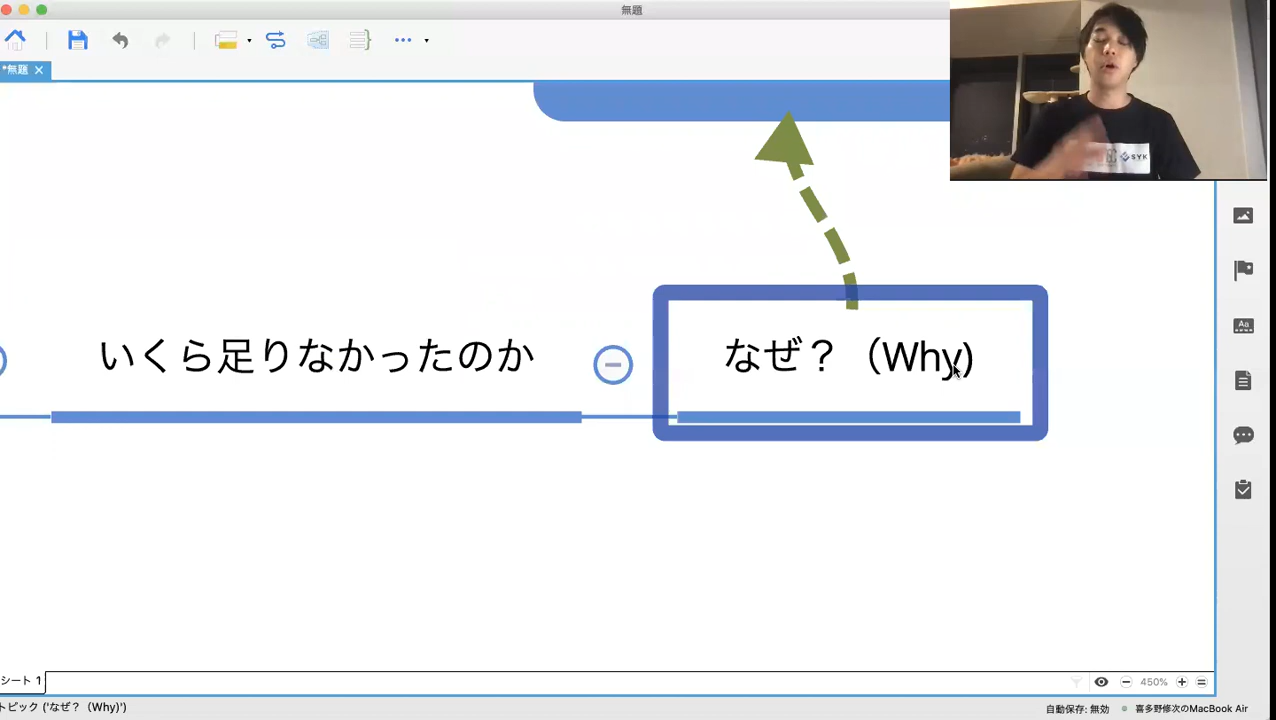 無題
*無題
SYK
いくら足りなかったのか
なぜ？（Why)
シート 1
450%
トピック ('なぜ？（Why)')
自動保存: 無効
喜多野修次のMacBook Air